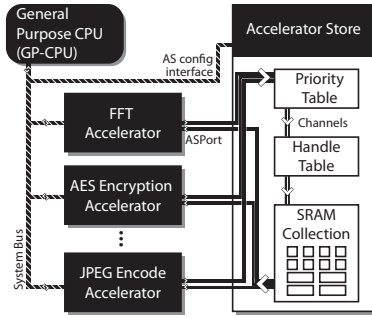 General
Purpose CPU
(GP-CPU)
Accelerator Store
AS config
interface
Priority
Table
FFT
Accelerator
ASPort
Channels
Handle
Table
AES Encryption
Accelerator
SRAM
Collection
System Bus
JPEG Encode
Accelerator